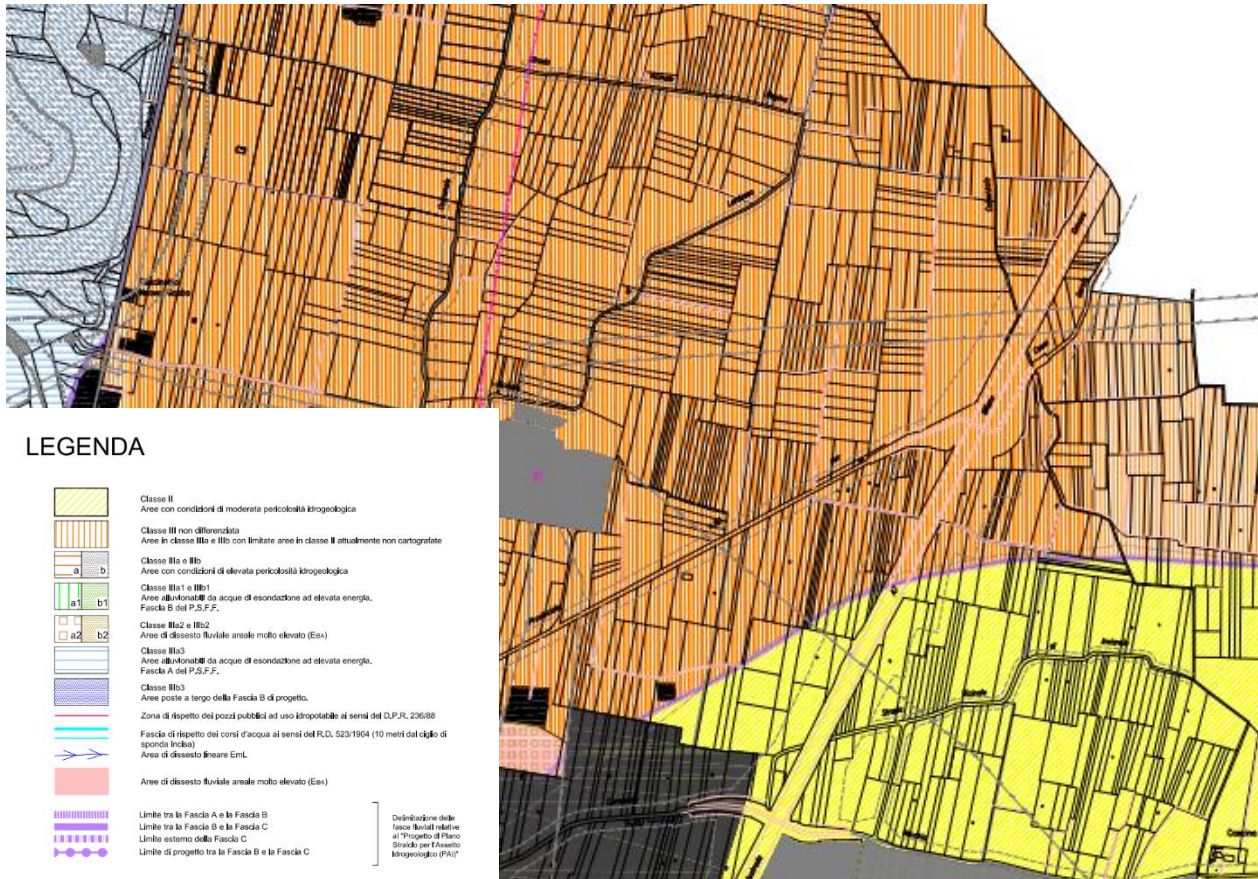 LEGENDA
Classe II
Aree con condizioni di moderata pericolosità idrogeologica
Classe III non differenziata
Aree in classe IIIa e IIIb con limitate aree in classe II attualmente non cartografate
a b
Classe IIIa e IIIb
Aree con condizioni di elevata pericolosità idrogeologica
a1 b1
Classe IIIa1 e IIIb1
Aree alluvionabili da acque di esondazione ad elevata energia.
Fascia B del P.S.F.F.
a2 b2
Classe IIIa2 e IIIb2
Aree di dissesto fluviale areale molto elevato (EeA)
Classe IIIa3
Aree alluvionabili da acque di esondazione ad elevata energia.
Fascia A del P.S.F.F.
Classe IIIb3
Aree poste a tergo della Fascia B di progetto.
Zona di rispetto dei pozzi pubblici ad uso idropotabile ai sensi del D.P.R. 236/88
Fascia di rispetto dei corsi d'acqua ai sensi del R.D. 523/1904 (10 metri dal ciglio di
sponda incisa)
Area di dissesto lineare EmL
Aree di dissesto fluviale areale molto elevato (EeA)
Limite tra la Fascia A e la Fascia B
Limite tra la Fascia B e la Fascia C
Limite esterno della Fascia C
Limite di progetto tra la Fascia B e la Fascia C
Delimitazione delle
fasce fluviali relative
al "Progetto di Piano
Stralcio per l'Assetto
Idrogeologico (PAI)"